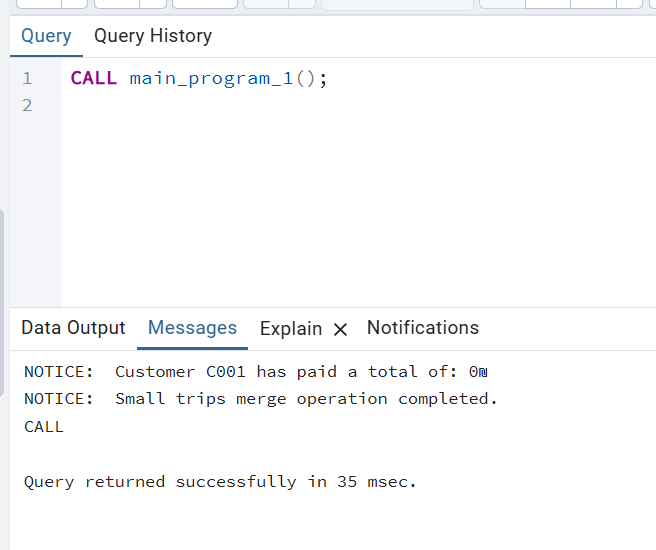 Query Query History
1 CALL main_program_1();
2
Data Output Messages Explain Notifications
NOTICE:  Customer C001 has paid a total of: 0₪
NOTICE:  Small trips merge operation completed.
CALL
Query returned successfully in 35 msec.